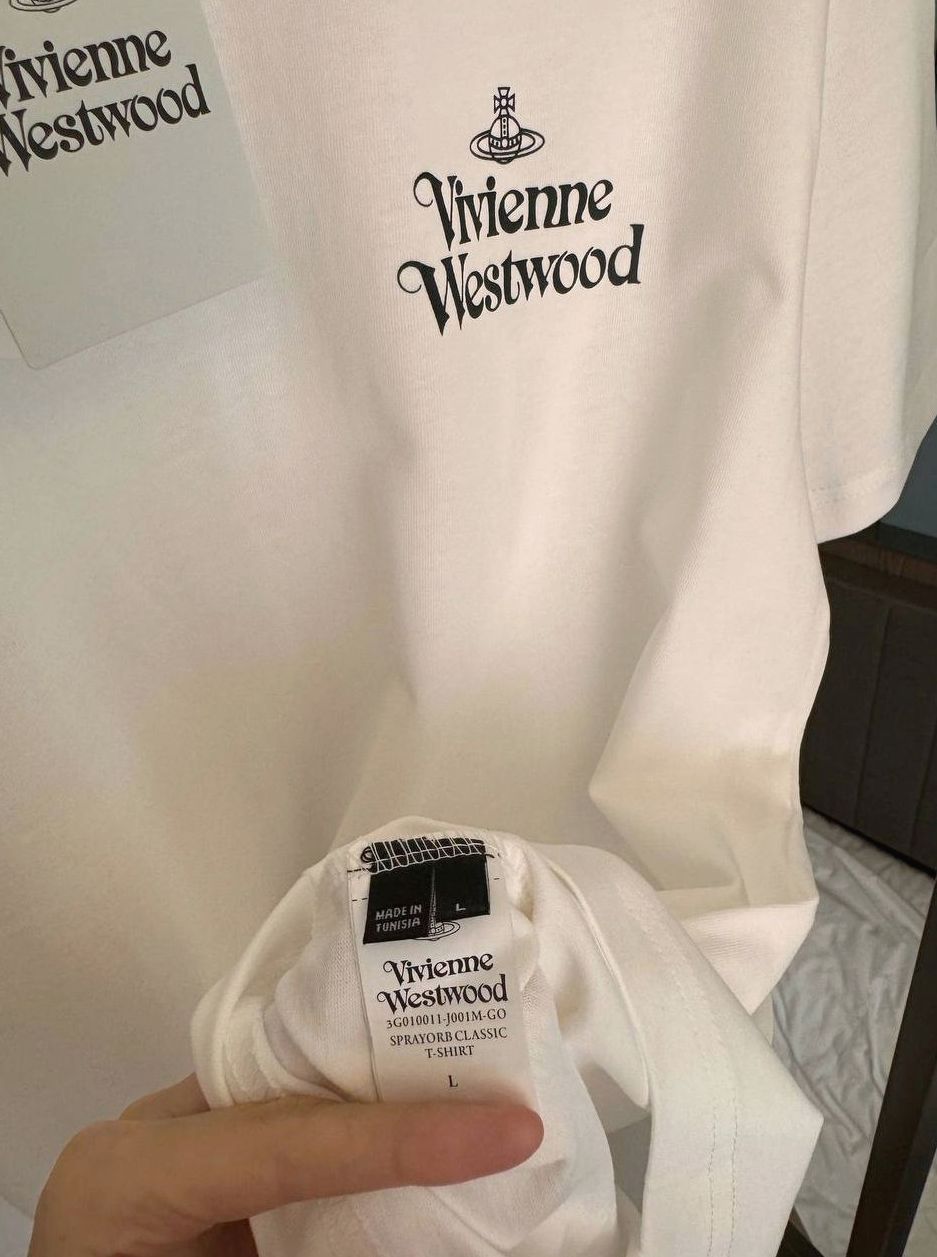 Vivienne
Westwood
Vivienne
Westwood
MADE IN
TUNISIA
L
Vivienne
Westwood
3G010011-J001M-GO
SPRAYORB CLASSIC
T-SHIRT
L